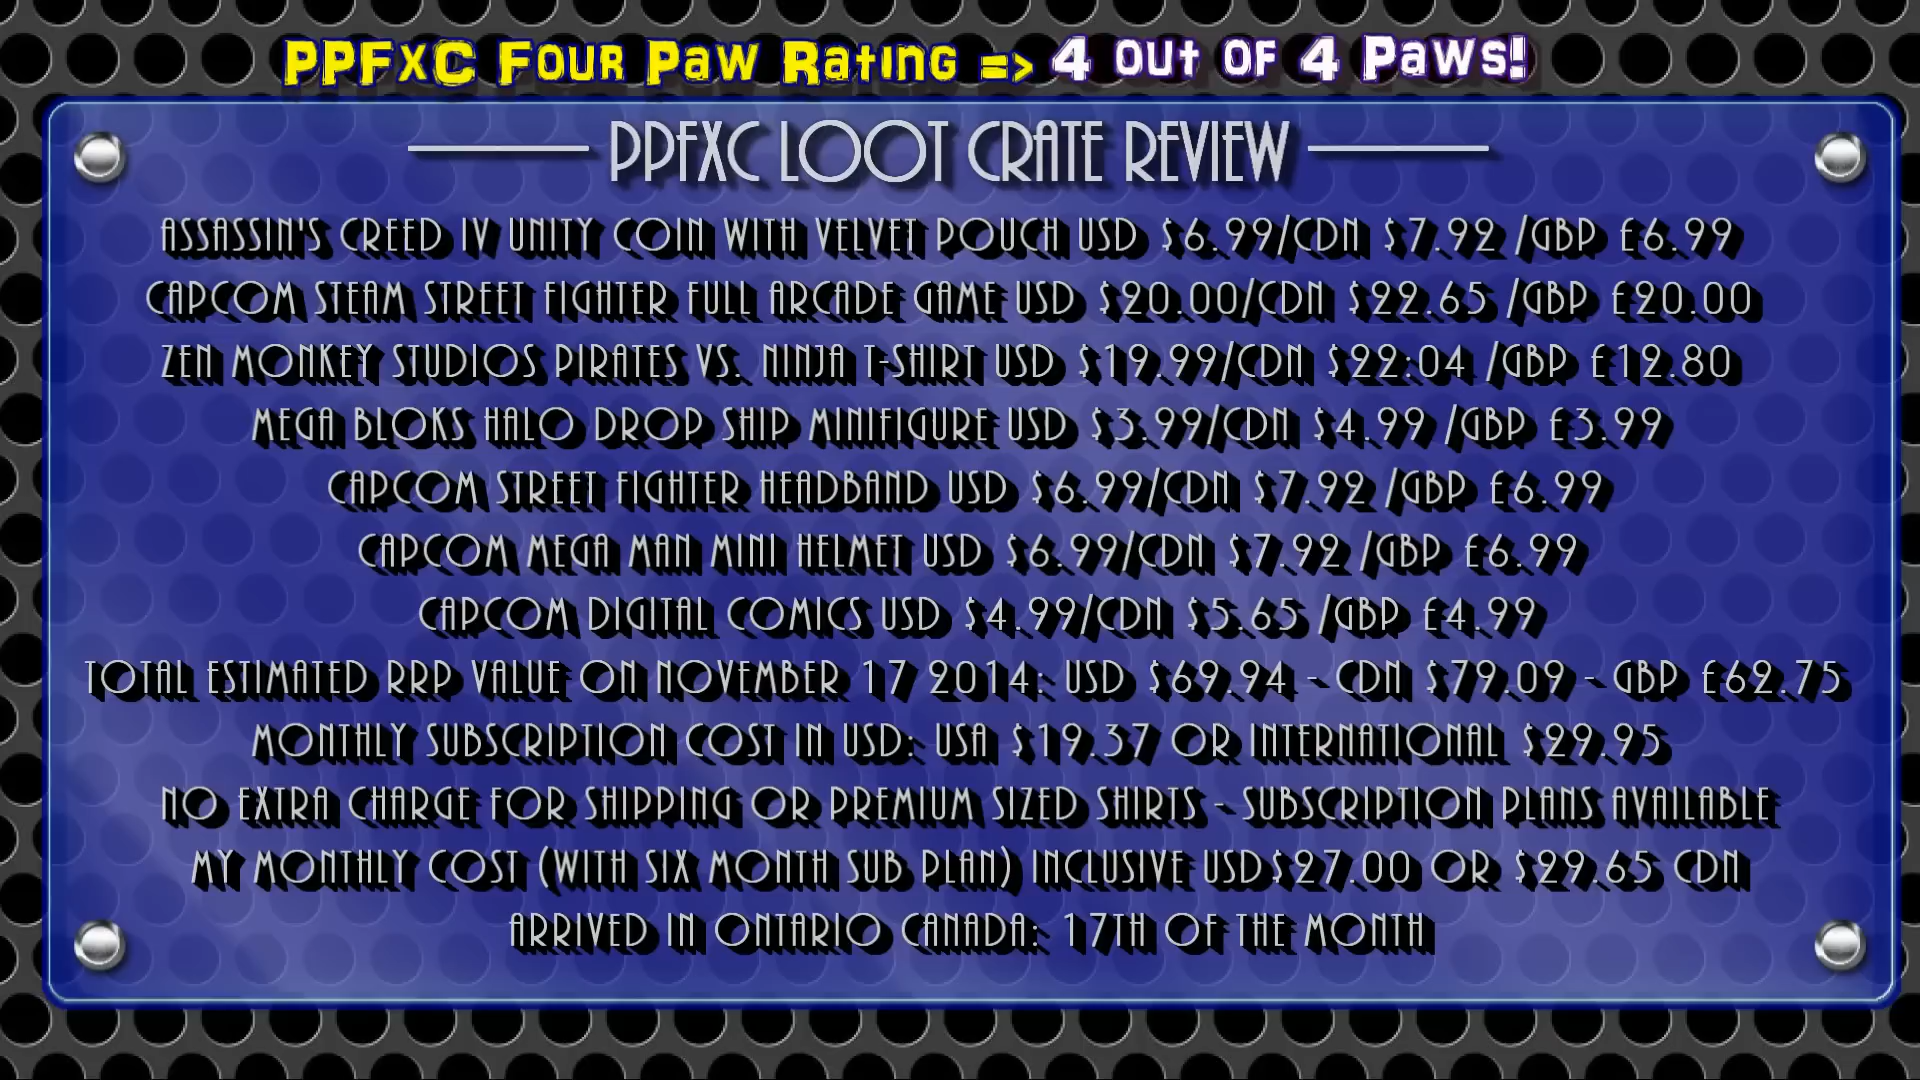 PPFxC Four Paw Rating => 4 out of 4 Paws!
PPFXC LOOT CRATE REVIEW
ASSASSIN'S CREED IV UNITY COIN WITH VELVET POUCH USD $6.99/CDN $7.92 /GBP £6.99
CAPCOM STEAM STREET FIGHTER FULL ARCADE GAME USD $20.00/CDN $22.65 /GBP £20.00
ZEN MONKEY STUDIOS PIRATES VS. NINJA T-SHIRT USD $19.99/CDN $22:04 /GBP £12.80
MEGA BLOKS HALO DROP SHIP MINIFIGURE USD $3.99/CDN $4.99 /GBP £3.99
CAPCOM STREET FIGHTER HEADBAND USD $6.99/CDN $7.92 /GBP £6.99
CAPCOM MEGA MAN MINI HELMET USD $6.99/CDN $7.92 /GBP £6.99
CAPCOM DIGITAL COMICS USD $4.99/CDN $5.65 /GBP £4.99
TOTAL ESTIMATED RRP VALUE ON NOVEMBER 17 2014: USD $69.94 - CDN $79.09 - GBP £62.75
MONTHLY SUBSCRIPTION COST IN USD: USA $19.37 OR INTERNATIONAL $29.95
NO EXTRA CHARGE FOR SHIPPING OR PREMIUM SIZED SHIRTS - SUBSCRIPTION PLANS AVAILABLE
MY MONTHLY COST (WITH SIX MONTH SUB PLAN) INCLUSIVE USD$27.00 OR $29.65 CDN
ARRIVED IN ONTARIO CANADA: 17TH OF THE MONTH